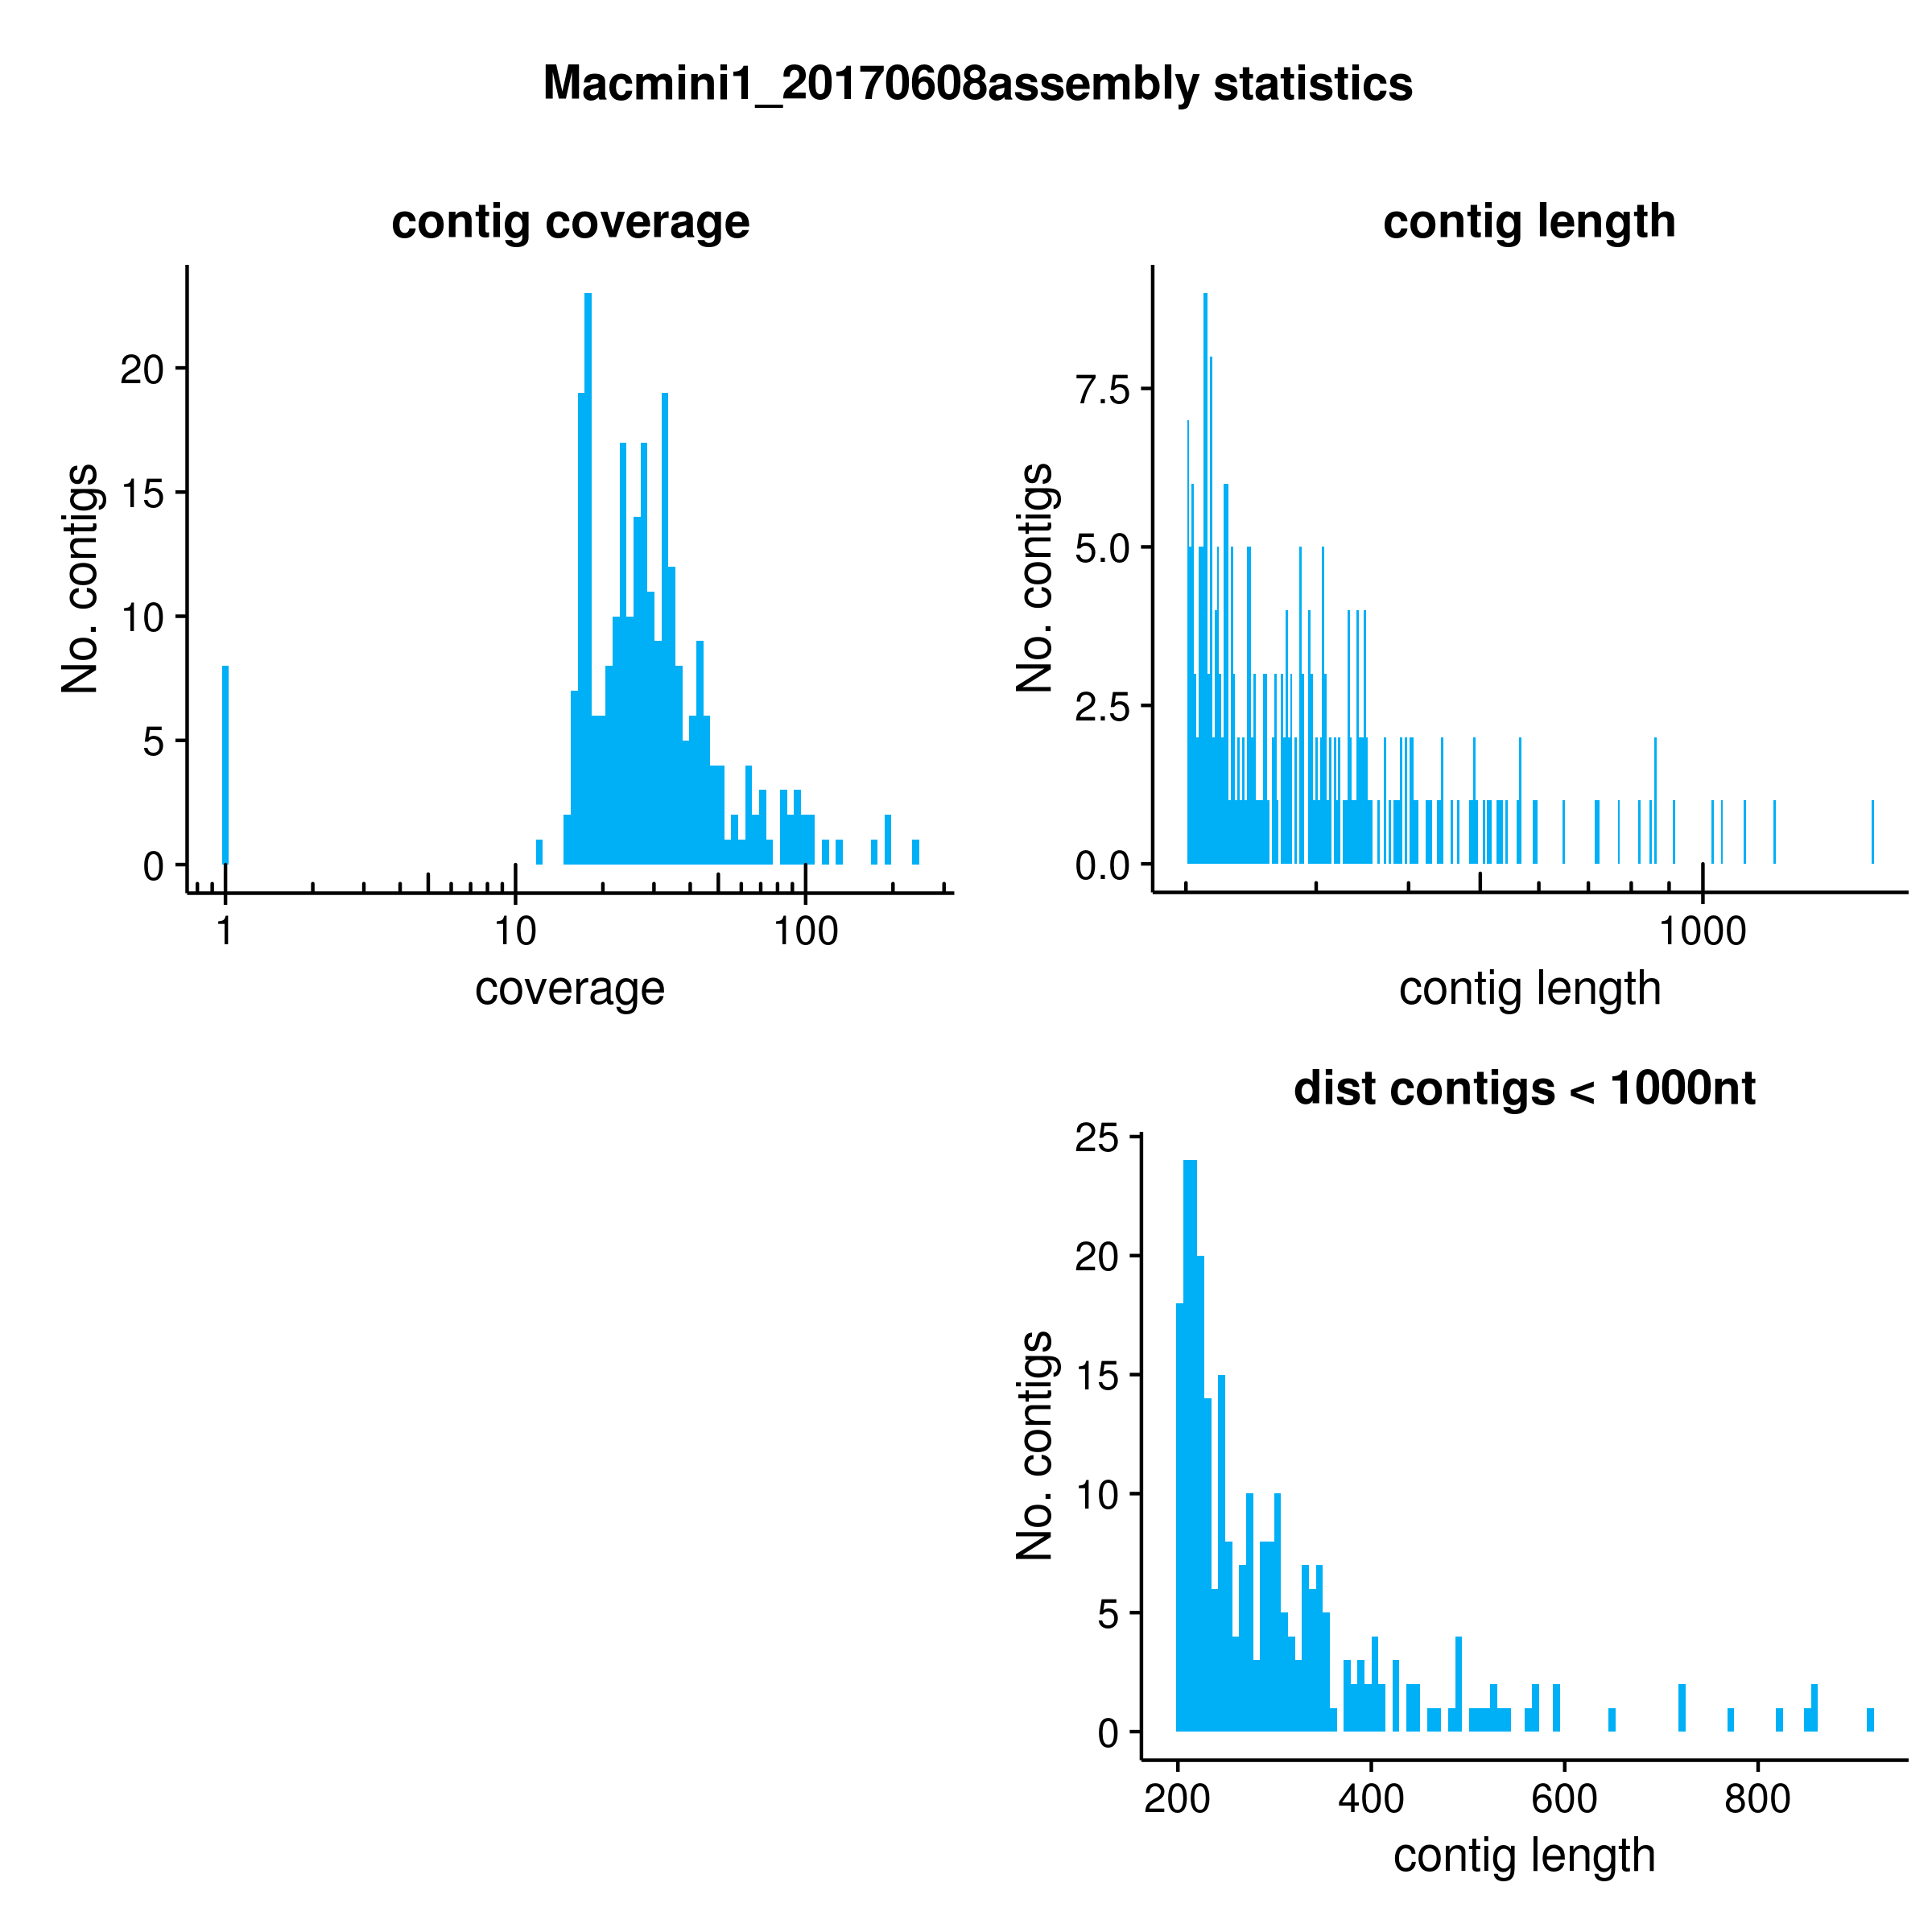 Macmini1_20170608assembly statistics
contig coverage
No. contigs
20
15
10
5
0
1 10 100
coverage
contig length
No. contigs
7.5
5.0
2.5
0.0
1000
contig length
dist contigs < 1000nt
No. contigs
25
20
15
10
5
0
200 400 600 800
contig length